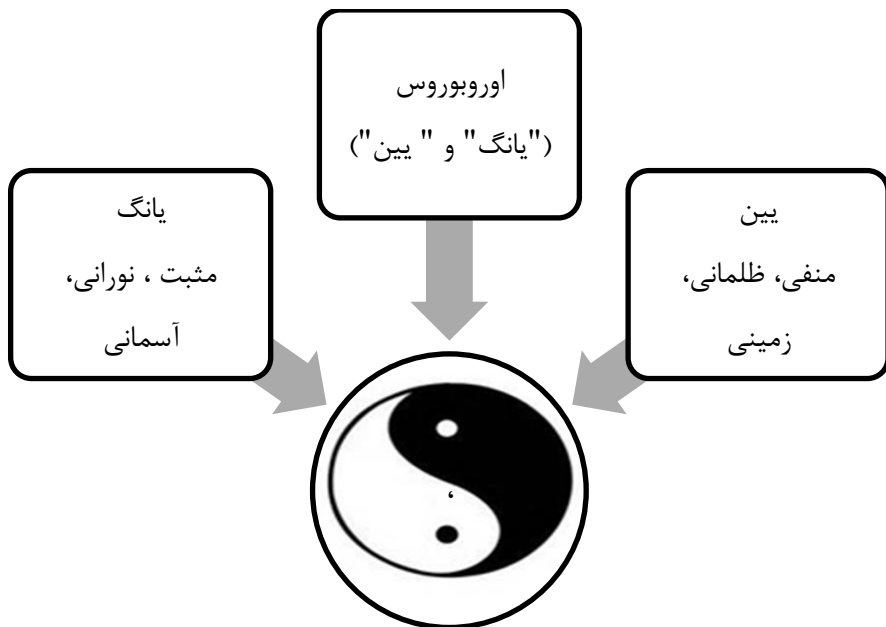 اوروبوروس
("یانگ" و " یین")
یین
منفی، ظلمانی،
زمینی
یانگ
مثبت ، نورانی،
آسمانی
،